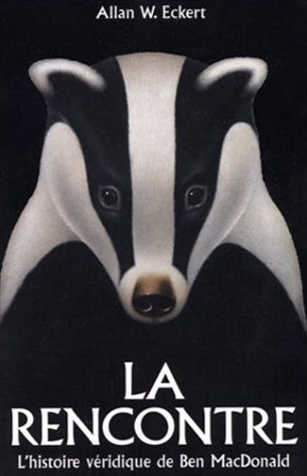 Allan W. Eckert
LA
RENCONTRE
L'histoire véridique de Ben MacDonald